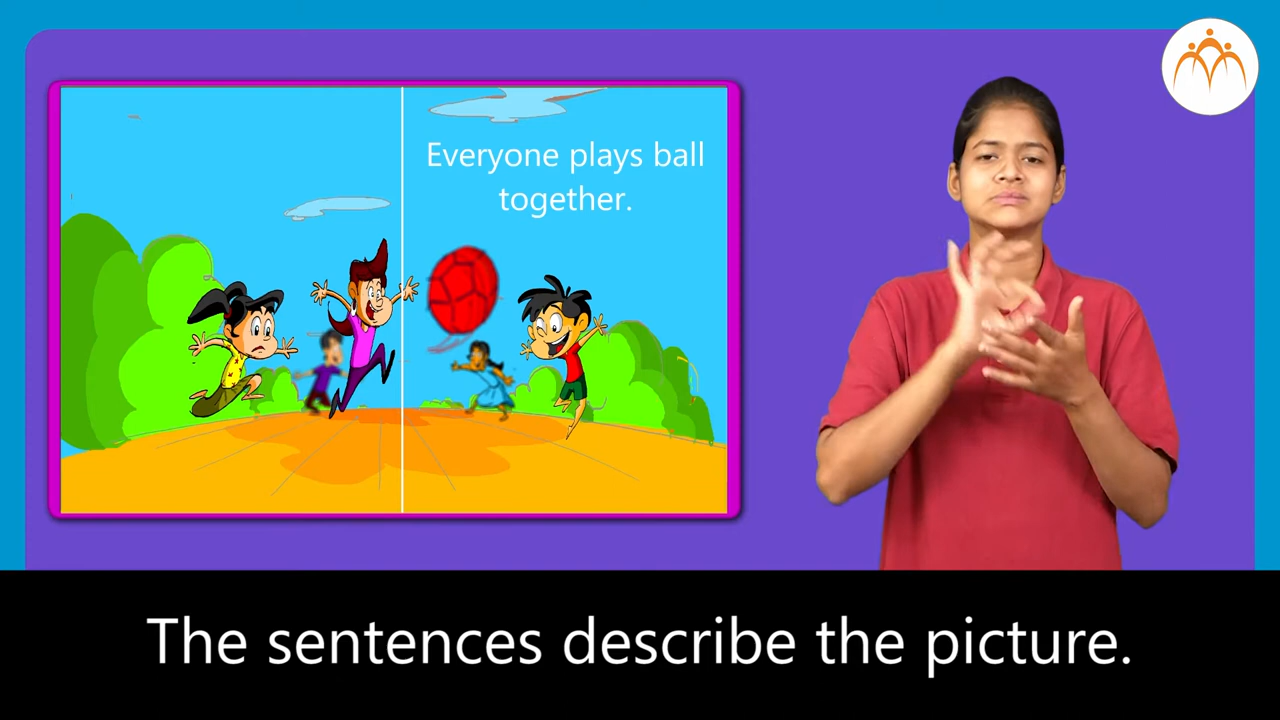 Everyone plays ball
together.
The sentences describe the picture.